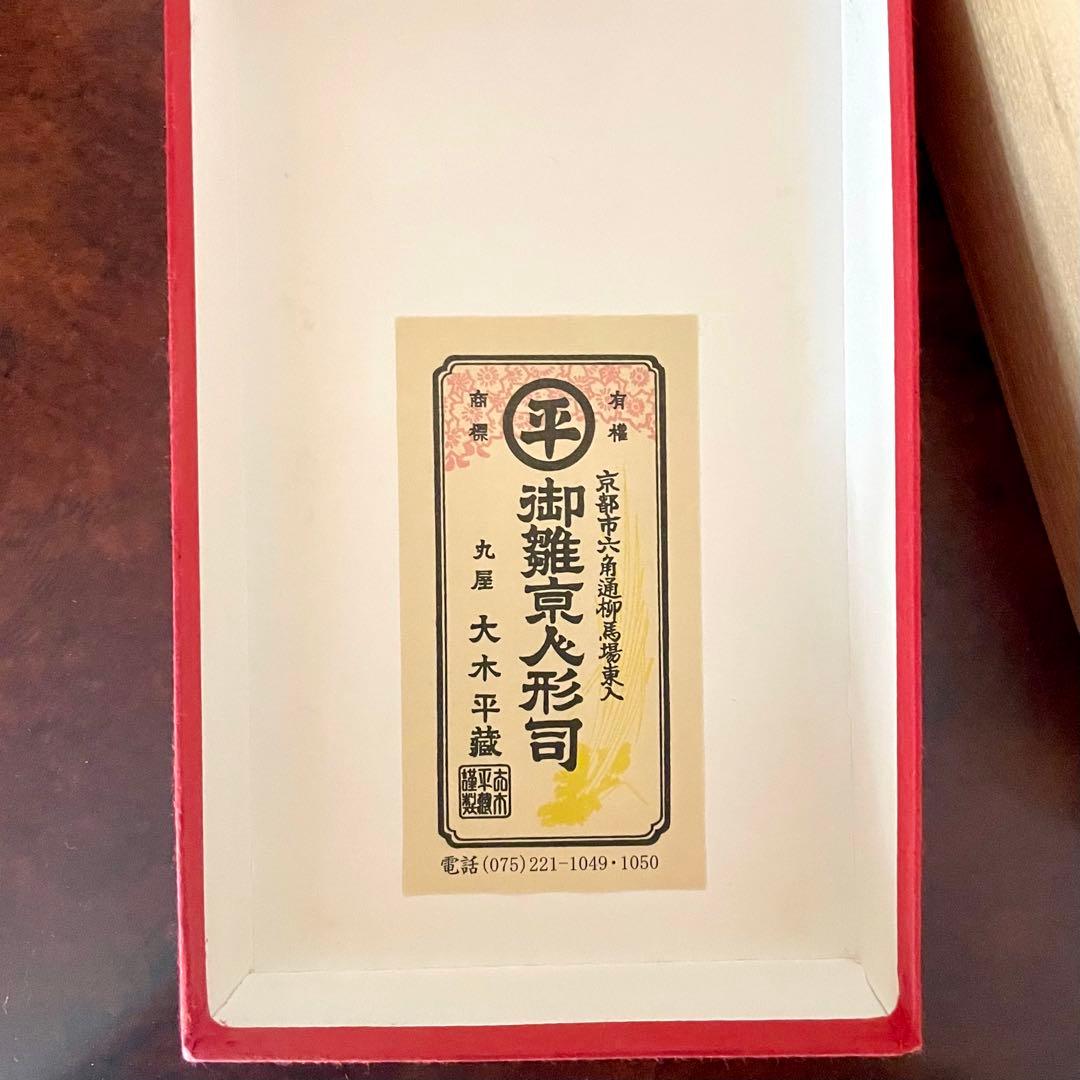 有權
平
商標
京都市六角通柳馬場東入
御雛京人形司
丸屋 大木平藏
大木
平藏
謹製
電話(075)221-1049・1050